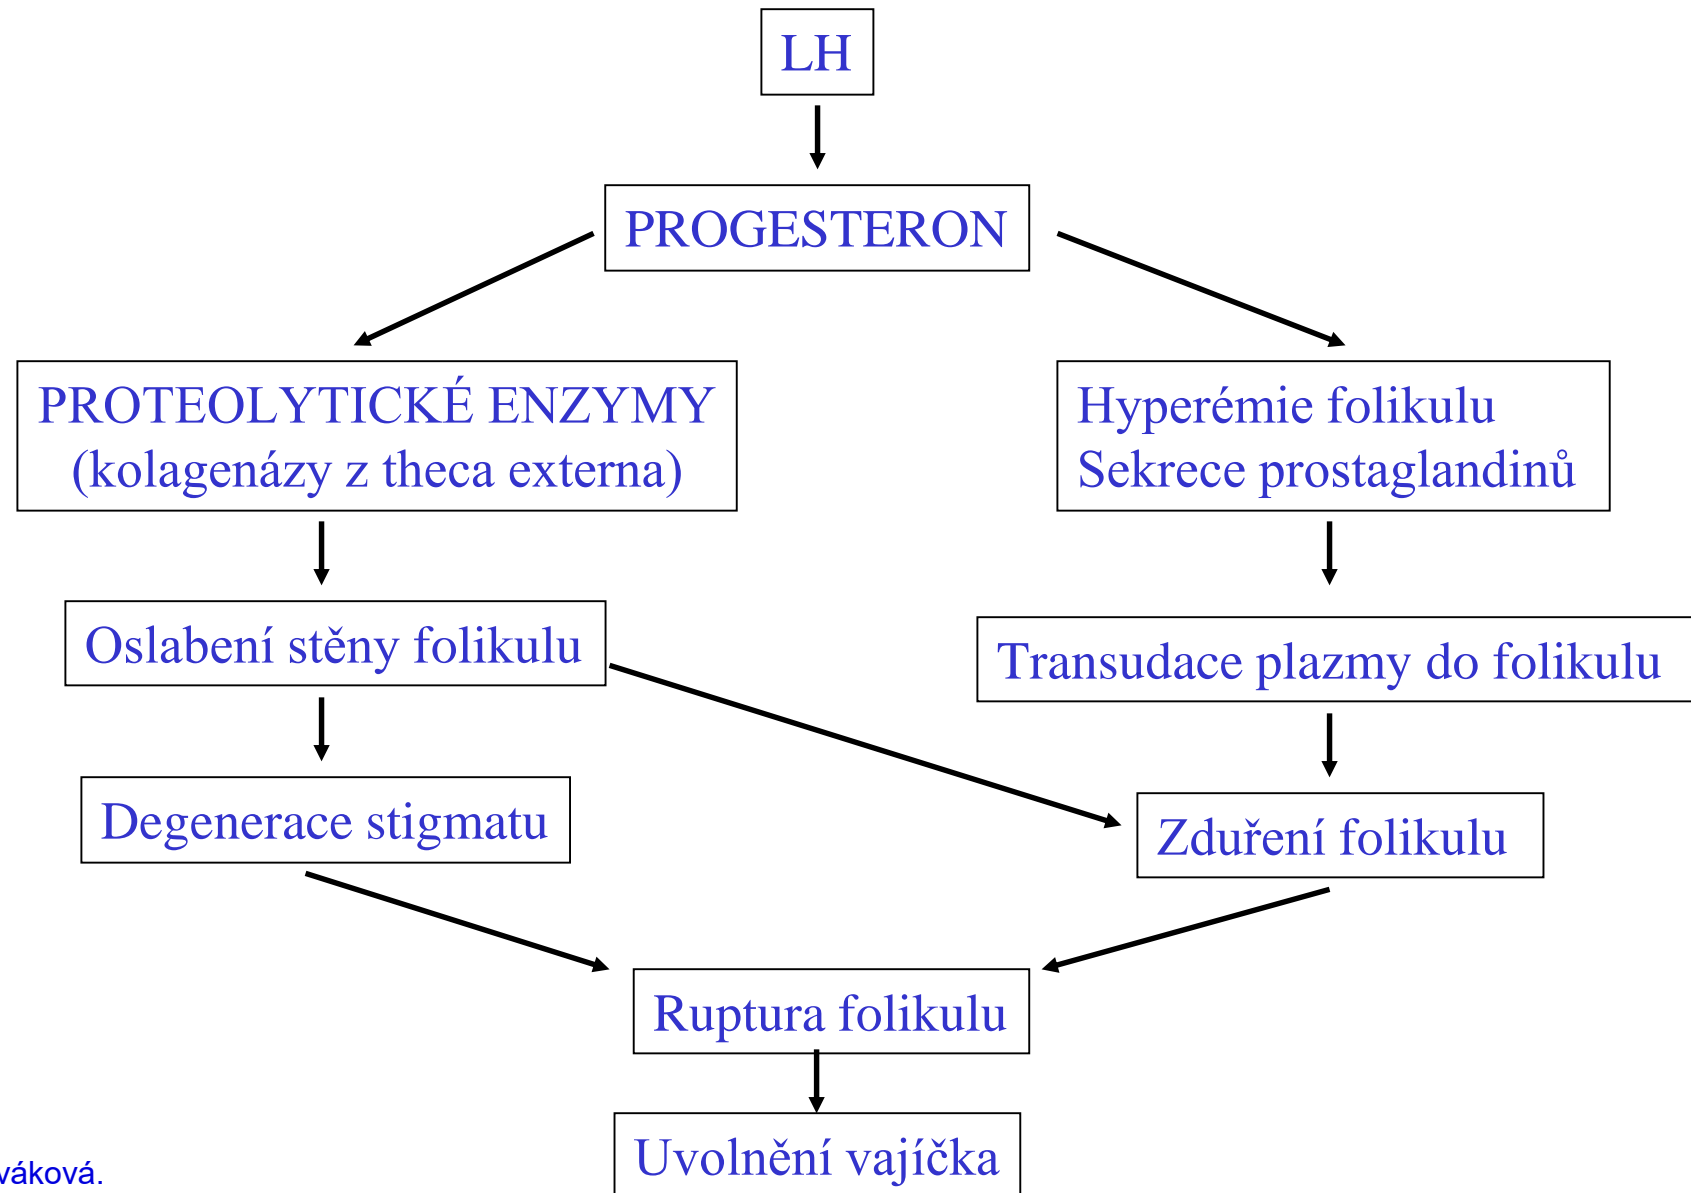 LH
PROGESTERON
PROTEOLYTICKÉ ENZYMY
(kolagenázy z theca externa)
Hyperémie folikulu
Sekrece prostaglandinů
Oslabení stěny folikulu
Transudace plazmy do folikulu
Degenerace stigmatu
Zduření folikulu
Ruptura folikulu
Uvolnění vajíčka
váková.